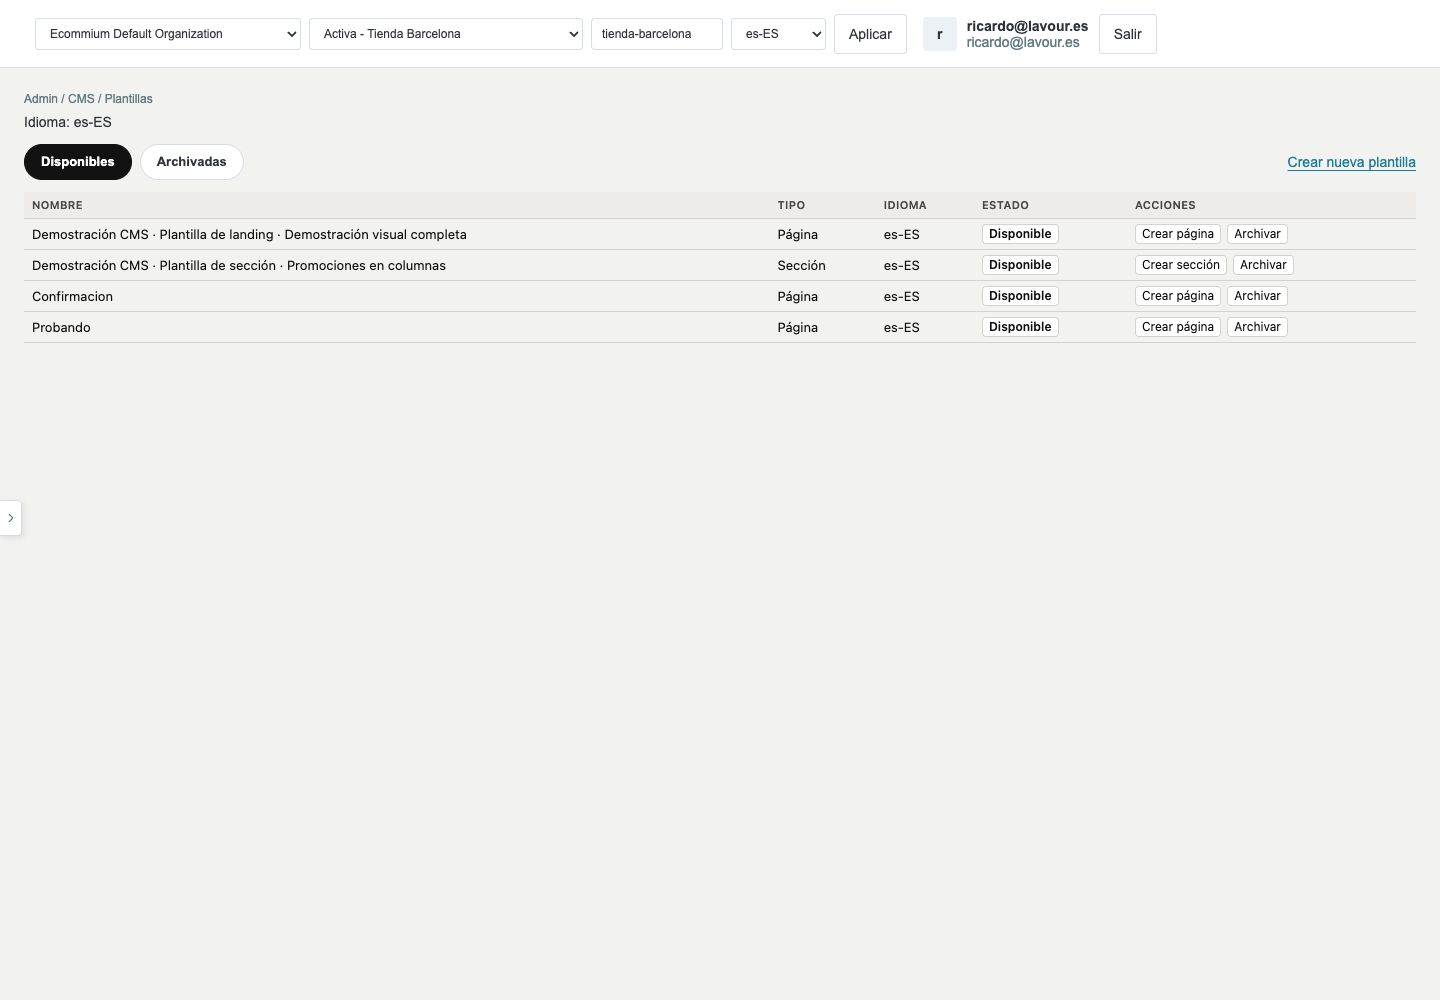 Ecommium Default Organization
Activa - Tienda Barcelona
tienda-barcelona
es-ES
Aplicar
r
ricardo@lavour.es
ricardo@lavour.es
Salir
Admin / CMS / Plantillas
Idioma: es-ES
Disponibles
Archivadas
Crear nueva plantilla
NOMBRE TIPO IDIOMA ESTADO ACCIONES
Demostración CMS · Plantilla de landing · Demostración visual completa Página es-ES Disponible Crear página Archivar
Demostración CMS · Plantilla de sección · Promociones en columnas Sección es-ES Disponible Crear sección Archivar
Confirmacion Página es-ES Disponible Crear página Archivar
Probando Página es-ES Disponible Crear página Archivar